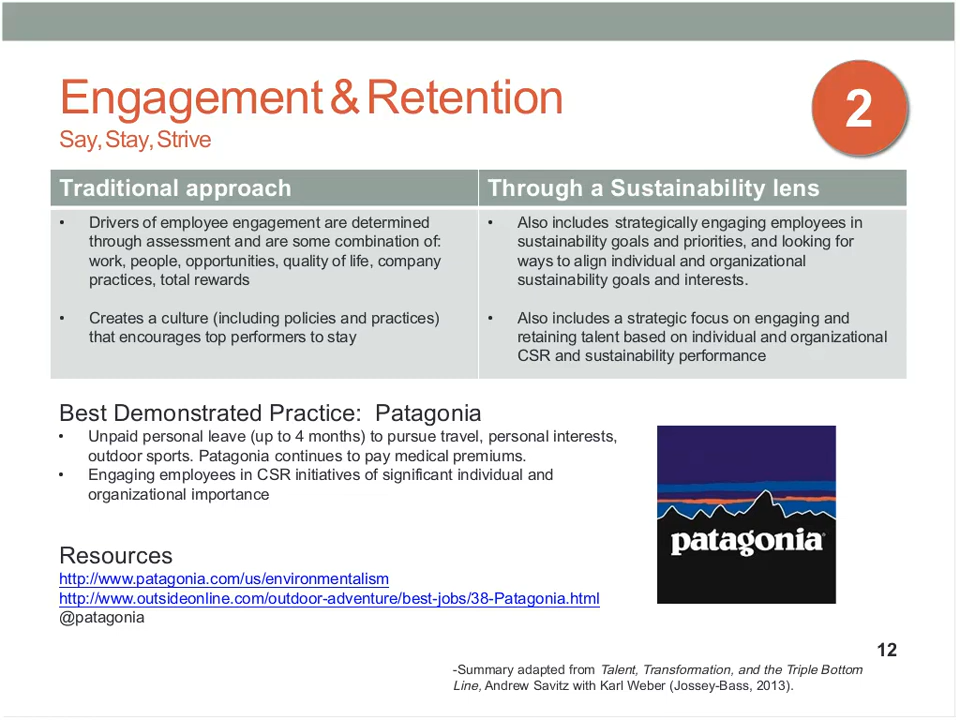 Engagement & Retention
Say, Stay, Strive
2
Traditional approach
Through a Sustainability lens
• Drivers of employee engagement are determined
through assessment and are some combination of:
work, people, opportunities, quality of life, company
practices, total rewards
• Creates a culture (including policies and practices)
that encourages top performers to stay
• Also includes strategically engaging employees in
sustainability goals and priorities, and looking for
ways to align individual and organizational
sustainability goals and interests.
• Also includes a strategic focus on engaging and
retaining talent based on individual and organizational
CSR and sustainability performance
Best Demonstrated Practice: Patagonia
• Unpaid personal leave (up to 4 months) to pursue travel, personal interests,
outdoor sports. Patagonia continues to pay medical premiums.
• Engaging employees in CSR initiatives of significant individual and
organizational importance
patagonia
Resources
http://www.patagonia.com/us/environmentalism
http://www.outsideonline.com/outdoor-adventure/best-jobs/38-Patagonia.html
@patagonia
12
-Summary adapted from Talent, Transformation, and the Triple Bottom
Line, Andrew Savitz with Karl Weber (Jossey-Bass, 2013).